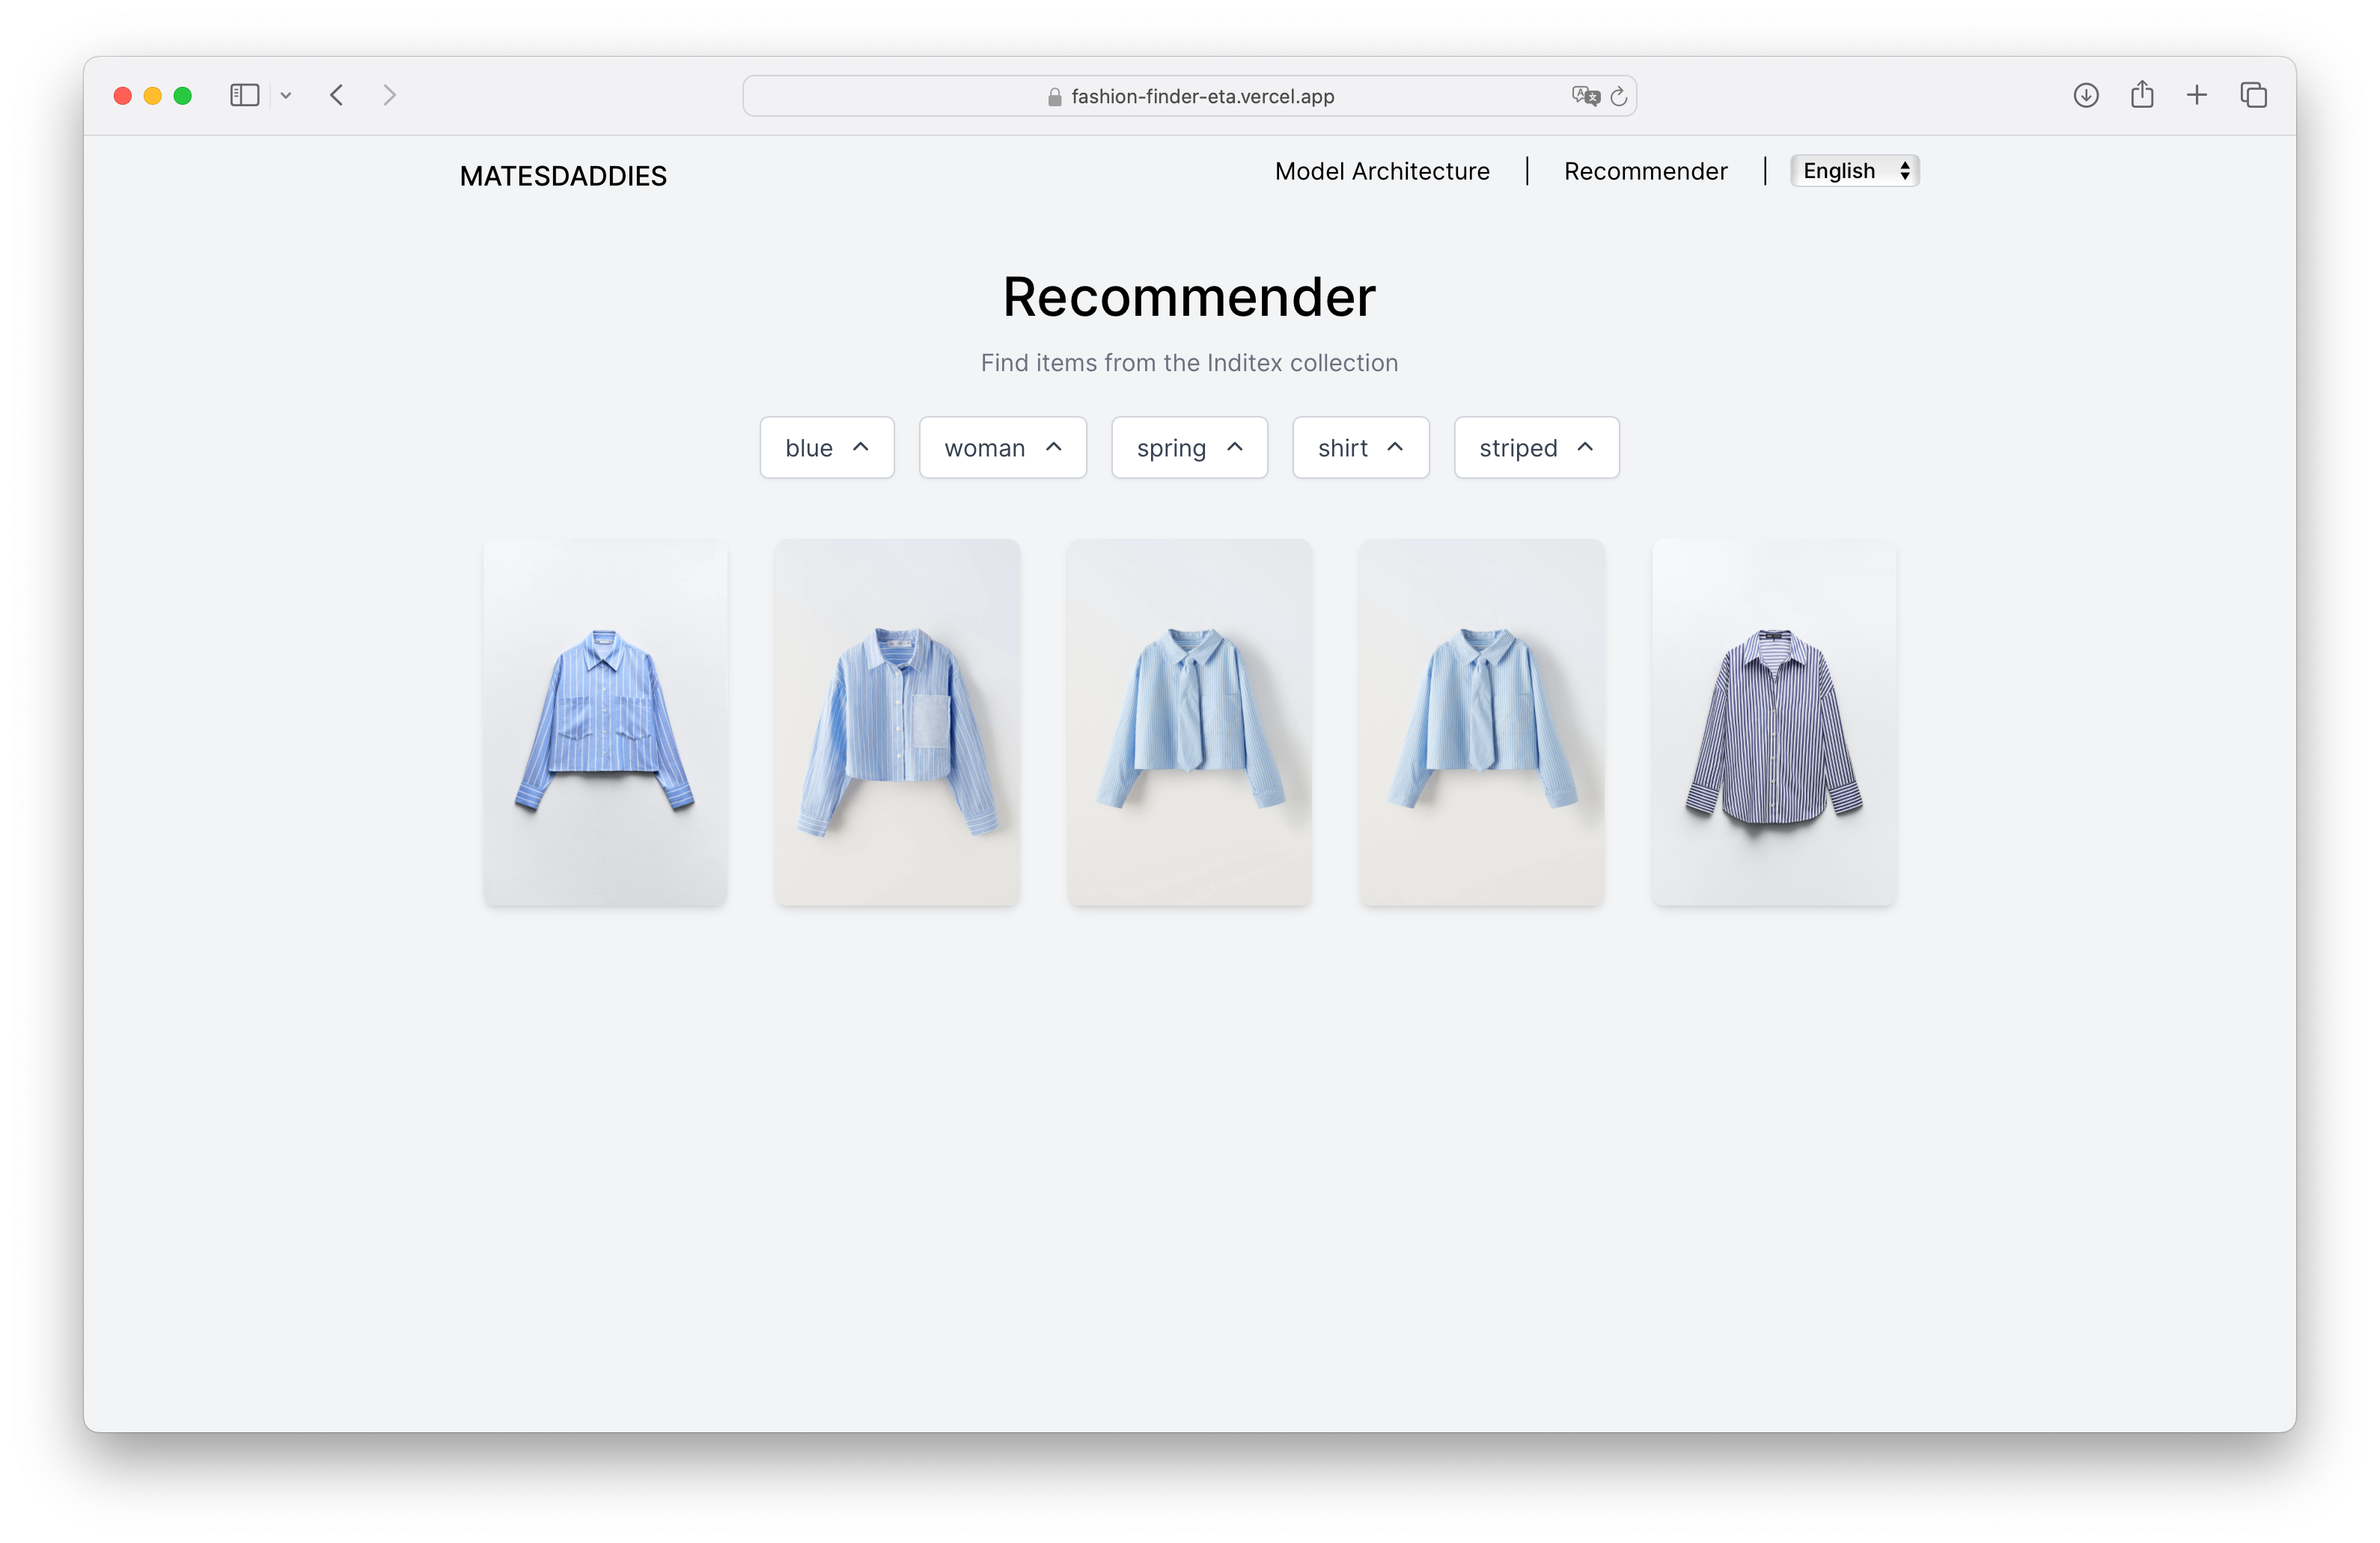 fashion-finder-eta.vercel.app
MATESDADDIES
Model Architecture | Recommender | English
Recommender
Find items from the Inditex collection
blue woman spring shirt striped